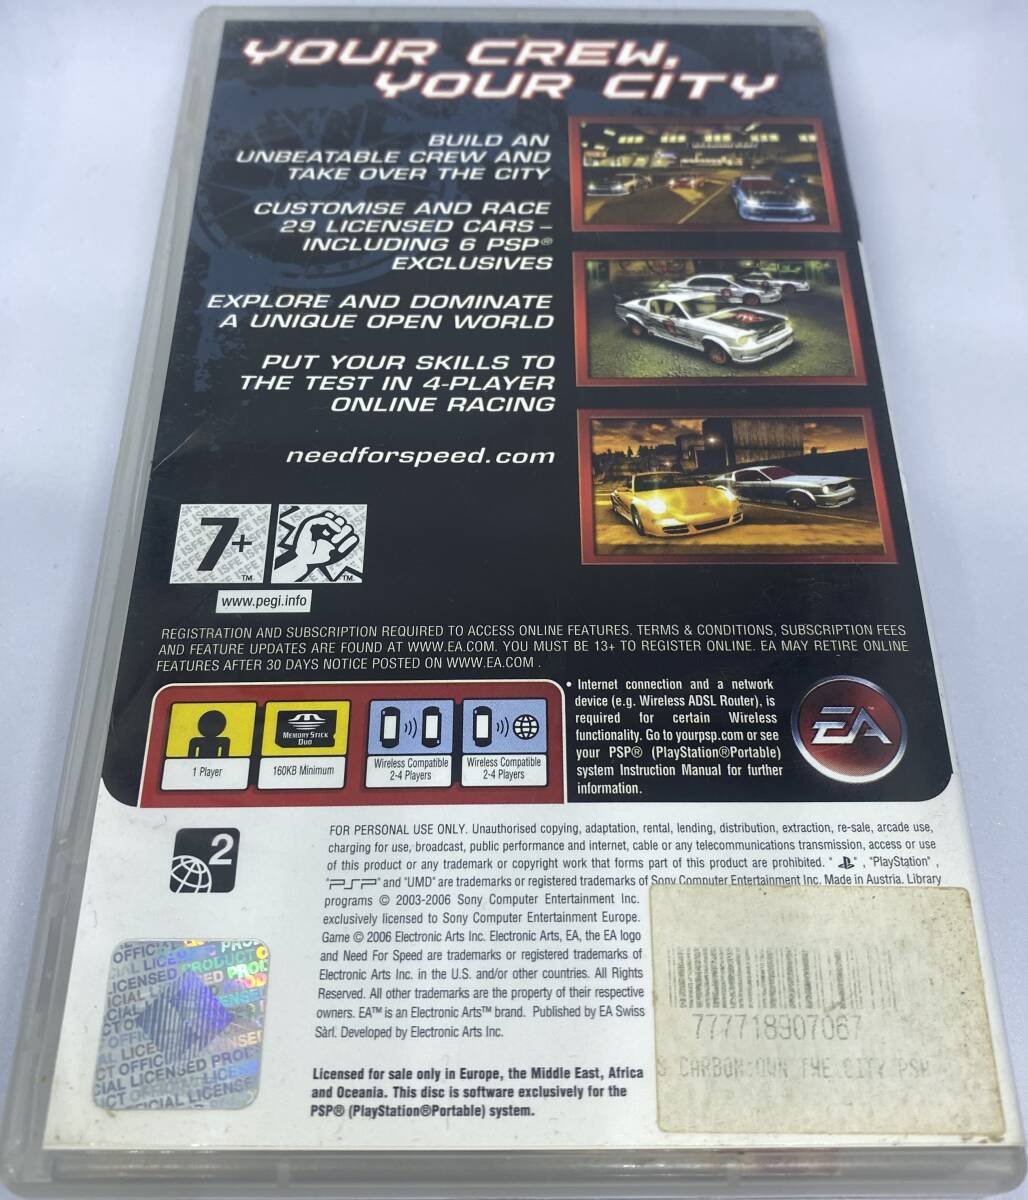 YOUR CREW,
YOUR CITY
BUILD AN
UNBEATABLE CREW AND
TAKE OVER THE CITY
CUSTOMISE AND RACE
29 LICENSED CARS –
INCLUDING 6 PSP®
EXCLUSIVES
EXPLORE AND DOMINATE
A UNIQUE OPEN WORLD
PUT YOUR SKILLS TO
THE TEST IN 4-PLAYER
ONLINE RACING
needforspeed.com
7+
TM
TM
www.pegi.info
REGISTRATION AND SUBSCRIPTION REQUIRED TO ACCESS ONLINE FEATURES. TERMS & CONDITIONS, SUBSCRIPTION FEES
AND FEATURE UPDATES ARE FOUND AT WWW.EA.COM. YOU MUST BE 13+ TO REGISTER ONLINE. EA MAY RETIRE ONLINE
FEATURES AFTER 30 DAYS NOTICE POSTED ON WWW.EA.COM .
1 Player
MEMORY STICK
DUO
160KB Minimum
Wireless Compatible
2-4 Players
Wireless Compatible
2-4 Players
• Internet connection and a network
device (e.g. Wireless ADSL Router), is
required for certain Wireless
functionality. Go to yourpsp.com or see
your PSP® (PlayStation®Portable)
system Instruction Manual for further
information.
EA
2
FOR PERSONAL USE ONLY. Unauthorised copying, adaptation, rental, lending, distribution, extraction, re-sale, arcade use,
charging for use, broadcast, public performance and internet, cable or any telecommunications transmission, access or use
of this product or any trademark or copyright work that forms part of this product are prohibited. " ", "PlayStation" ,
"PSP" and "UMD" are trademarks or registered trademarks of Sony Computer Entertainment Inc. Made in Austria. Library
programs © 2003-2006 Sony Computer Entertainment Inc.
exclusively licensed to Sony Computer Entertainment Europe.
Game © 2006 Electronic Arts Inc. Electronic Arts, EA, the EA logo
and Need For Speed are trademarks or registered trademarks of
Electronic Arts Inc. in the U.S. and/or other countries. All Rights
Reserved. All other trademarks are the property of their respective
owners. EA™ is an Electronic Arts™ brand. Published by EA Swiss
Sàrl. Developed by Electronic Arts Inc.
Licensed for sale only in Europe, the Middle East, Africa
and Oceania. This disc is software exclusively for the
PSP® (PlayStation®Portable) system.
OFFICIAL LICENSED PRODUCT
777718907067
CARBON:OWN THE CITY PSP